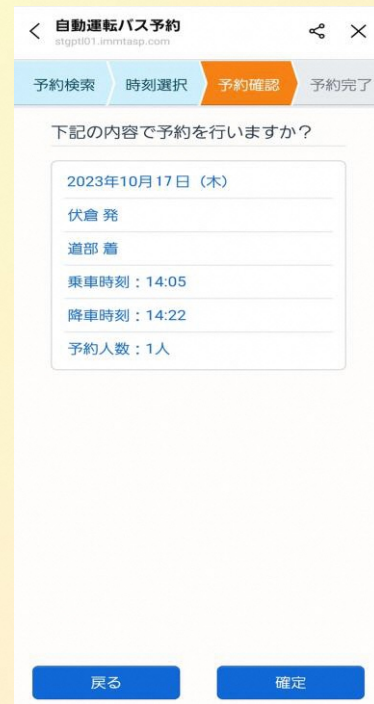 自動運転バス予約
stgptl01.immtasp.com
予約検索 時刻選択 予約確認 予約完了
下記の内容で予約を行いますか？
2023年10月17日（木）
伏倉 発
道部 着
乗車時刻：14:05
降車時刻：14:22
予約人数：1人
戻る 確定